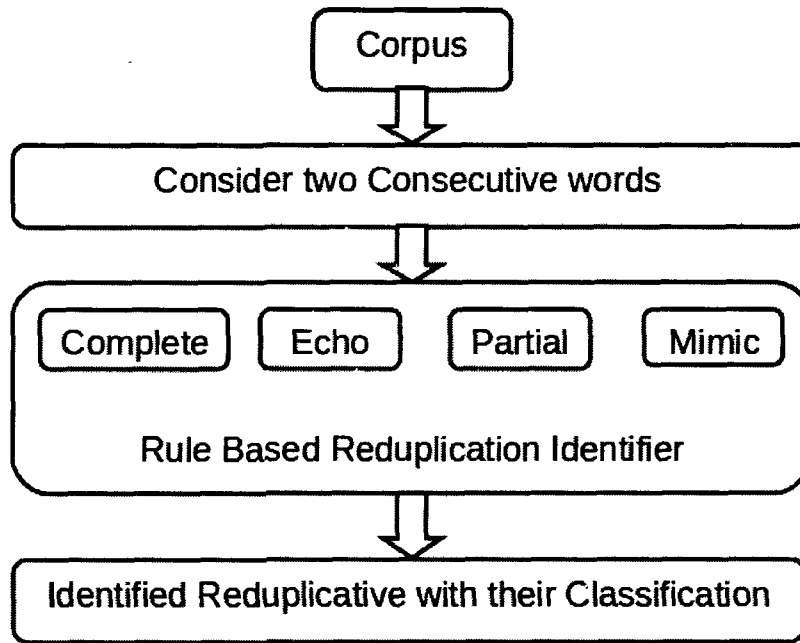 Corpus
Consider two Consecutive words
Complete Echo Partial Mimic
Rule Based Reduplication Identifier
Identified Reduplicative with their Classification